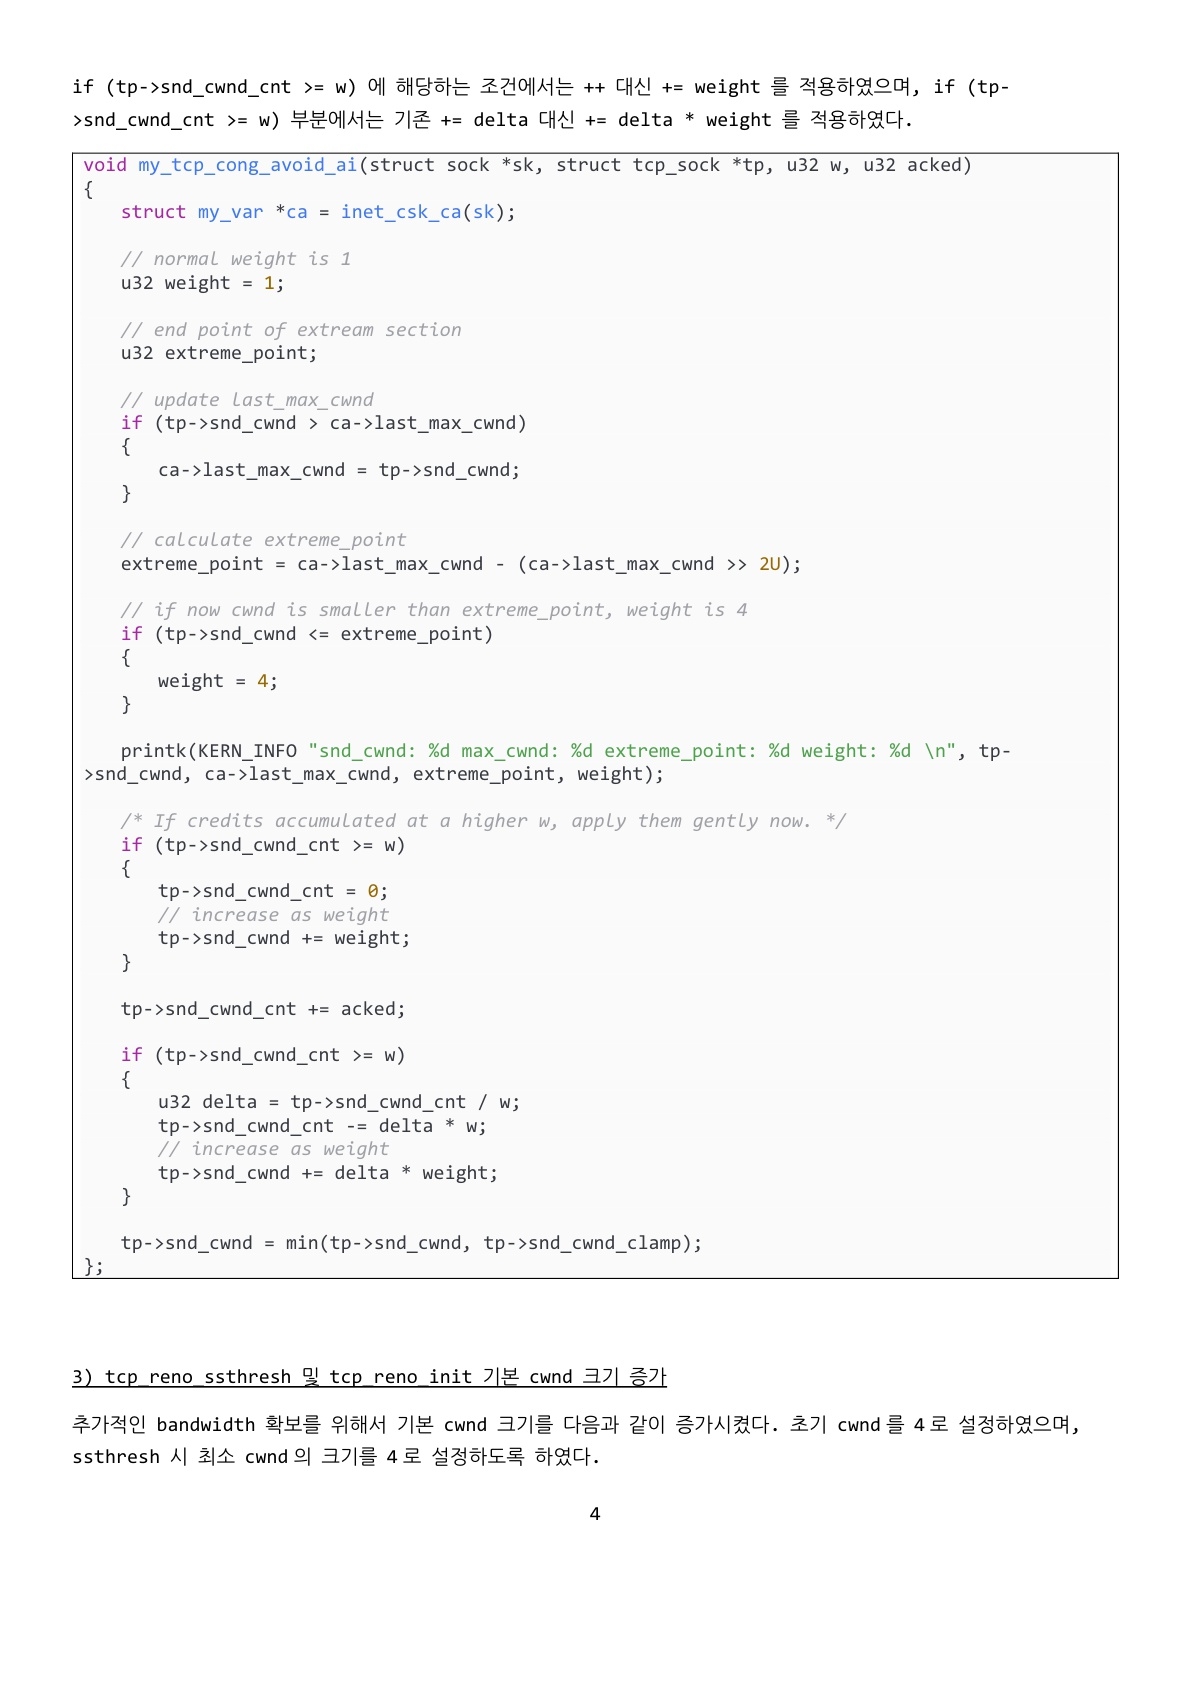 if (tp->snd_cwnd_cnt >= w) 에 해당하는 조건에서는 ++ 대신 += weight 를 적용하였으며, if (tp-
>snd_cwnd_cnt >= w) 부분에서는 기존 += delta 대신 += delta * weight 를 적용하였다.
void my_tcp_cong_avoid_ai(struct sock *sk, struct tcp_sock *tp, u32 w, u32 acked)
{
struct my_var *ca = inet_csk_ca(sk);
// normal weight is 1
u32 weight = 1;
// end point of extream section
u32 extreme_point;
// update last_max_cwnd
if (tp->snd_cwnd > ca->last_max_cwnd)
{
ca->last_max_cwnd = tp->snd_cwnd;
}
// calculate extreme_point
extreme_point = ca->last_max_cwnd - (ca->last_max_cwnd >> 2U);
// if now cwnd is smaller than extreme_point, weight is 4
if (tp->snd_cwnd <= extreme_point)
{
weight = 4;
}
printk(KERN_INFO "snd_cwnd: %d max_cwnd: %d extreme_point: %d weight: %d \n", tp-
>snd_cwnd, ca->last_max_cwnd, extreme_point, weight);
/* If credits accumulated at a higher w, apply them gently now. */
if (tp->snd_cwnd_cnt >= w)
{
tp->snd_cwnd_cnt = 0;
// increase as weight
tp->snd_cwnd += weight;
}
tp->snd_cwnd_cnt += acked;
if (tp->snd_cwnd_cnt >= w)
{
u32 delta = tp->snd_cwnd_cnt / w;
tp->snd_cwnd_cnt -= delta * w;
// increase as weight
tp->snd_cwnd += delta * weight;
}
tp->snd_cwnd = min(tp->snd_cwnd, tp->snd_cwnd_clamp);
};
3) tcp_reno_ssthresh 및 tcp_reno_init 기본 cwnd 크기 증가
추가적인 bandwidth 확보를 위해서 기본 cwnd 크기를 다음과 같이 증가시켰다. 초기 cwnd 를 4 로 설정하였으며,
ssthresh 시 최소 cwnd 의 크기를 4 로 설정하도록 하였다.
4